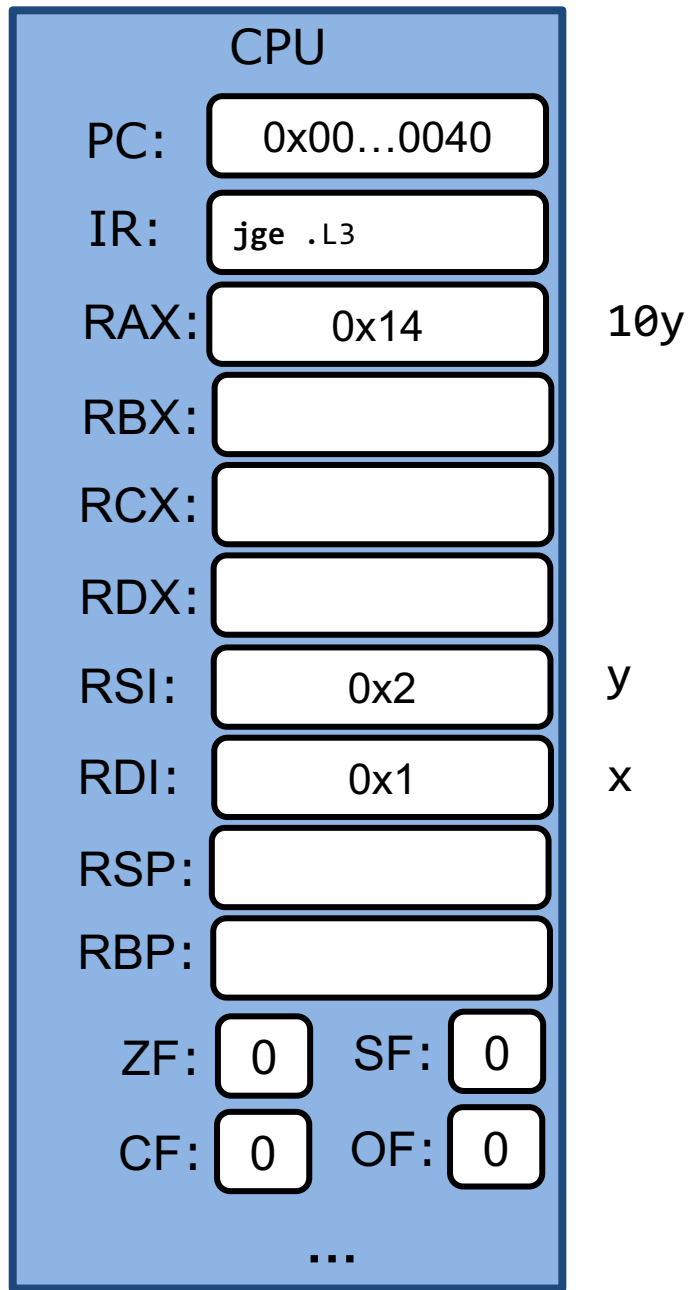 CPU
PC: 0x00...0040
IR: jge .L3
RAX: 0x14 10y
RBX:
RCX:
RDX:
RSI: 0x2 y
RDI: 0x1 x
RSP:
RBP:
ZF: 0 SF: 0
CF: 0 OF: 0
...